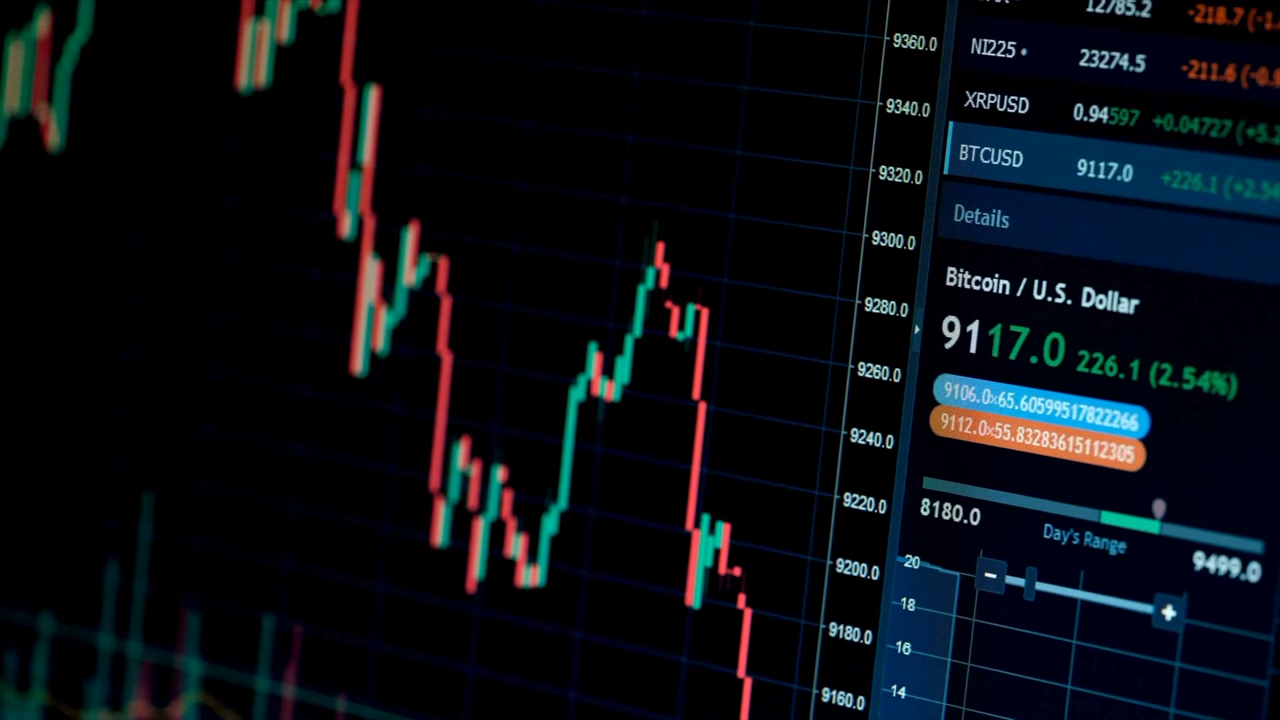 12785.2 -218.7
NI225 • 23274.5 -211.6
XRPUSD 0.94597 +0.04727
BTCUSD 9117.0 +226.1 (+2.54
Details
Bitcoin / U.S. Dollar
9117.0 226.1 (2.54%)
9106.0×65.60599517822266
9112.0×55.83283615112305
8180.0 Day's Range 9499.0
- +
9360.0
9340.0
9320.0
9300.0
9280.0
9260.0
9240.0
9220.0
9200.0
9180.0
9160.0
20
18
16
14